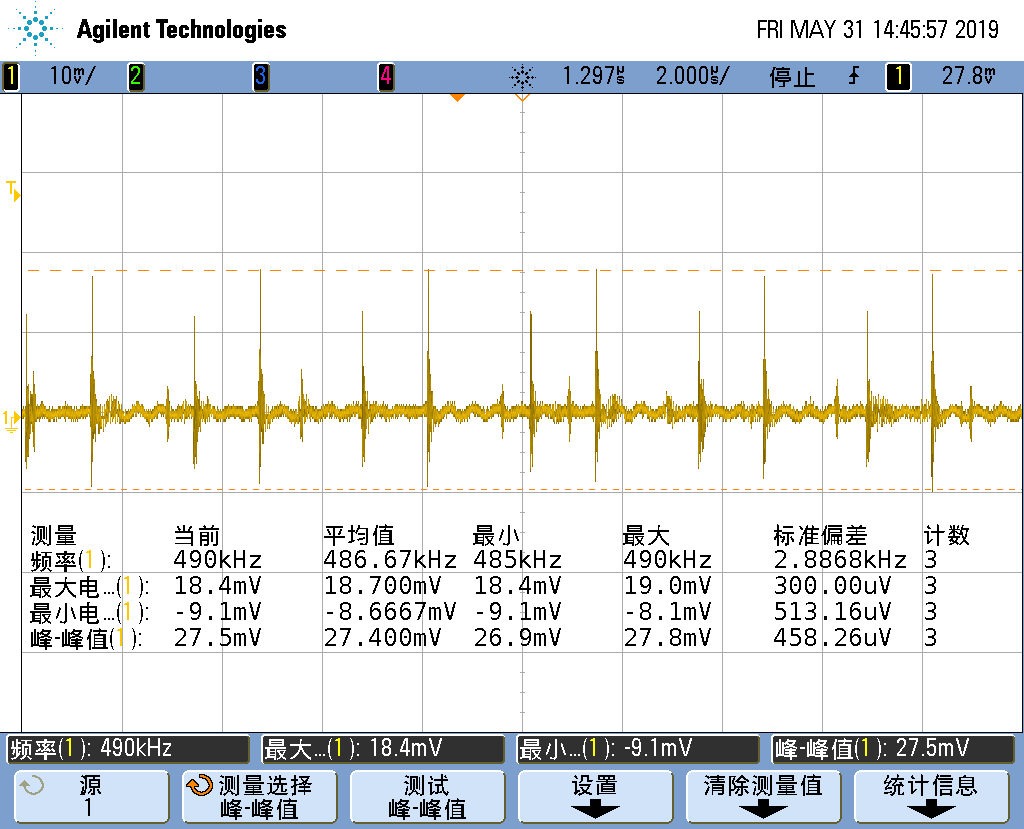 Agilent Technologies FRI MAY 31 14:45:57 2019
1 10mV/ 2 3 4 1.297us 2.000us/ 停止 1 27.8mV
T
1
测量 当前 平均值 最小 最大 标准偏差 计数
频率(1): 490kHz 486.67kHz 485kHz 490kHz 2.8868kHz 3
最大电…(1): 18.4mV 18.700mV 18.4mV 19.0mV 300.00uV 3
最小电…(1): -9.1mV -8.6667mV -9.1mV -8.1mV 513.16uV 3
峰-峰值(1): 27.5mV 27.400mV 26.9mV 27.8mV 458.26uV 3
频率(1): 490kHz 最大…(1): 18.4mV 最小…(1): -9.1mV 峰-峰值(1): 27.5mV
源 测量选择 测试 设置 清除测量值 统计信息
1 峰-峰值 峰-峰值